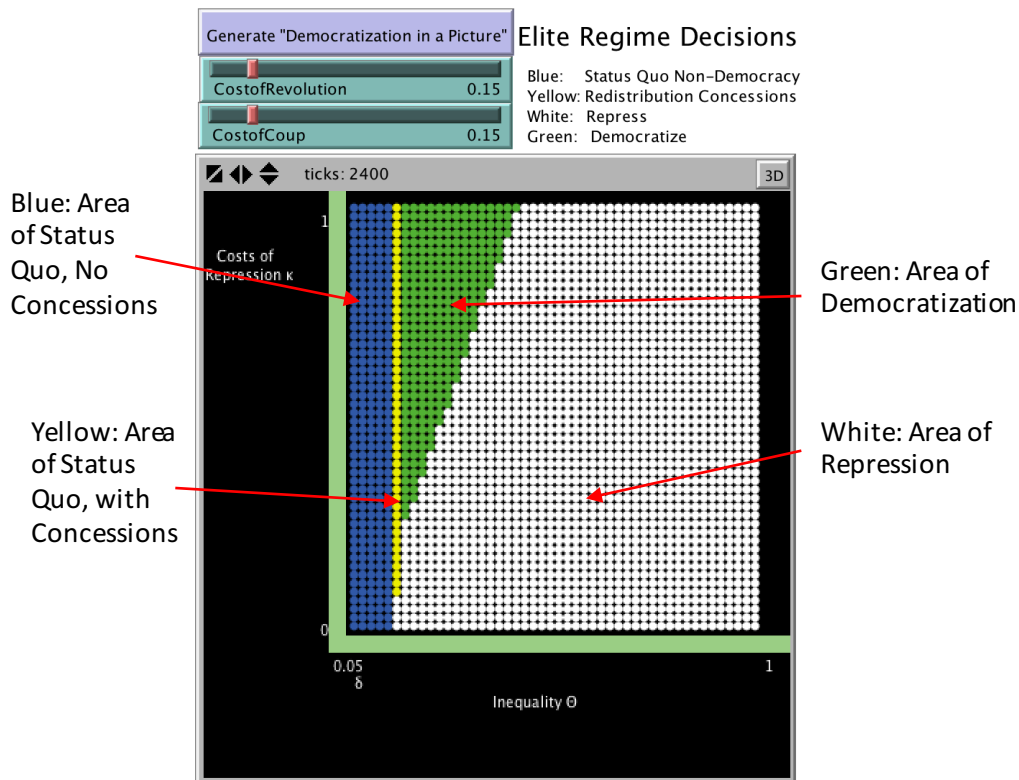 Generate "Democratization in a Picture"
Elite Regime Decisions
CostofRevolution 0.15
CostofCoup 0.15
Blue: Status Quo Non-Democracy
Yellow: Redistribution Concessions
White: Repress
Green: Democratize
ticks: 2400
3D
Blue: Area
of Status
Quo, No
Concessions
1
Costs of
Repression κ
Green: Area of
Democratization
Yellow: Area
of Status
Quo, with
Concessions
White: Area of
Repression
0
0.05
δ
1
Inequality Θ